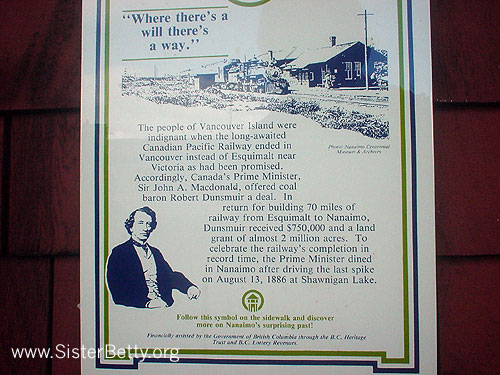 "Where there's a
will there's
a way."
Photo: Nanaimo Centennial
Museum & Archives
The people of Vancouver Island were
indignant when the long-awaited
Canadian Pacific Railway ended in
Vancouver instead of Esquimalt near
Victoria as had been promised.
Accordingly, Canada's Prime Minister,
Sir John A. Macdonald, offered coal
baron Robert Dunsmuir a deal. In
return for building 70 miles of
railway from Esquimalt to Nanaimo,
Dunsmuir received $750,000 and a land
grant of almost 2 million acres. To
celebrate the railway's completion in
record time, the Prime Minister dined
in Nanaimo after driving the last spike
on August 13, 1886 at Shawnigan Lake.
Follow this symbol on the sidewalk and discover
more on Nanaimo's surprising past!
Financially assisted by the Government of British Columbia through the B.C. Heritage
Trust and B.C. Lottery Revenues.
www.SisterBetty.org